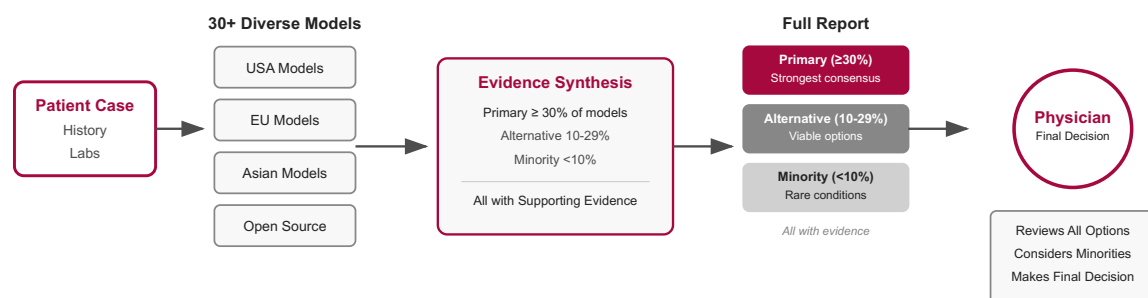 30+ Diverse Models
Full Report
Patient Case
History
Labs
USA Models
EU Models
Asian Models
Open Source
Evidence Synthesis
Primary ≥ 30% of models
Alternative 10-29%
Minority <10%
All with Supporting Evidence
Primary (≥30%)
Strongest consensus
Alternative (10-29%)
Viable options
Minority (<10%)
Rare conditions
All with evidence
Physician
Final Decision
Reviews All Options
Considers Minorities
Makes Final Decision